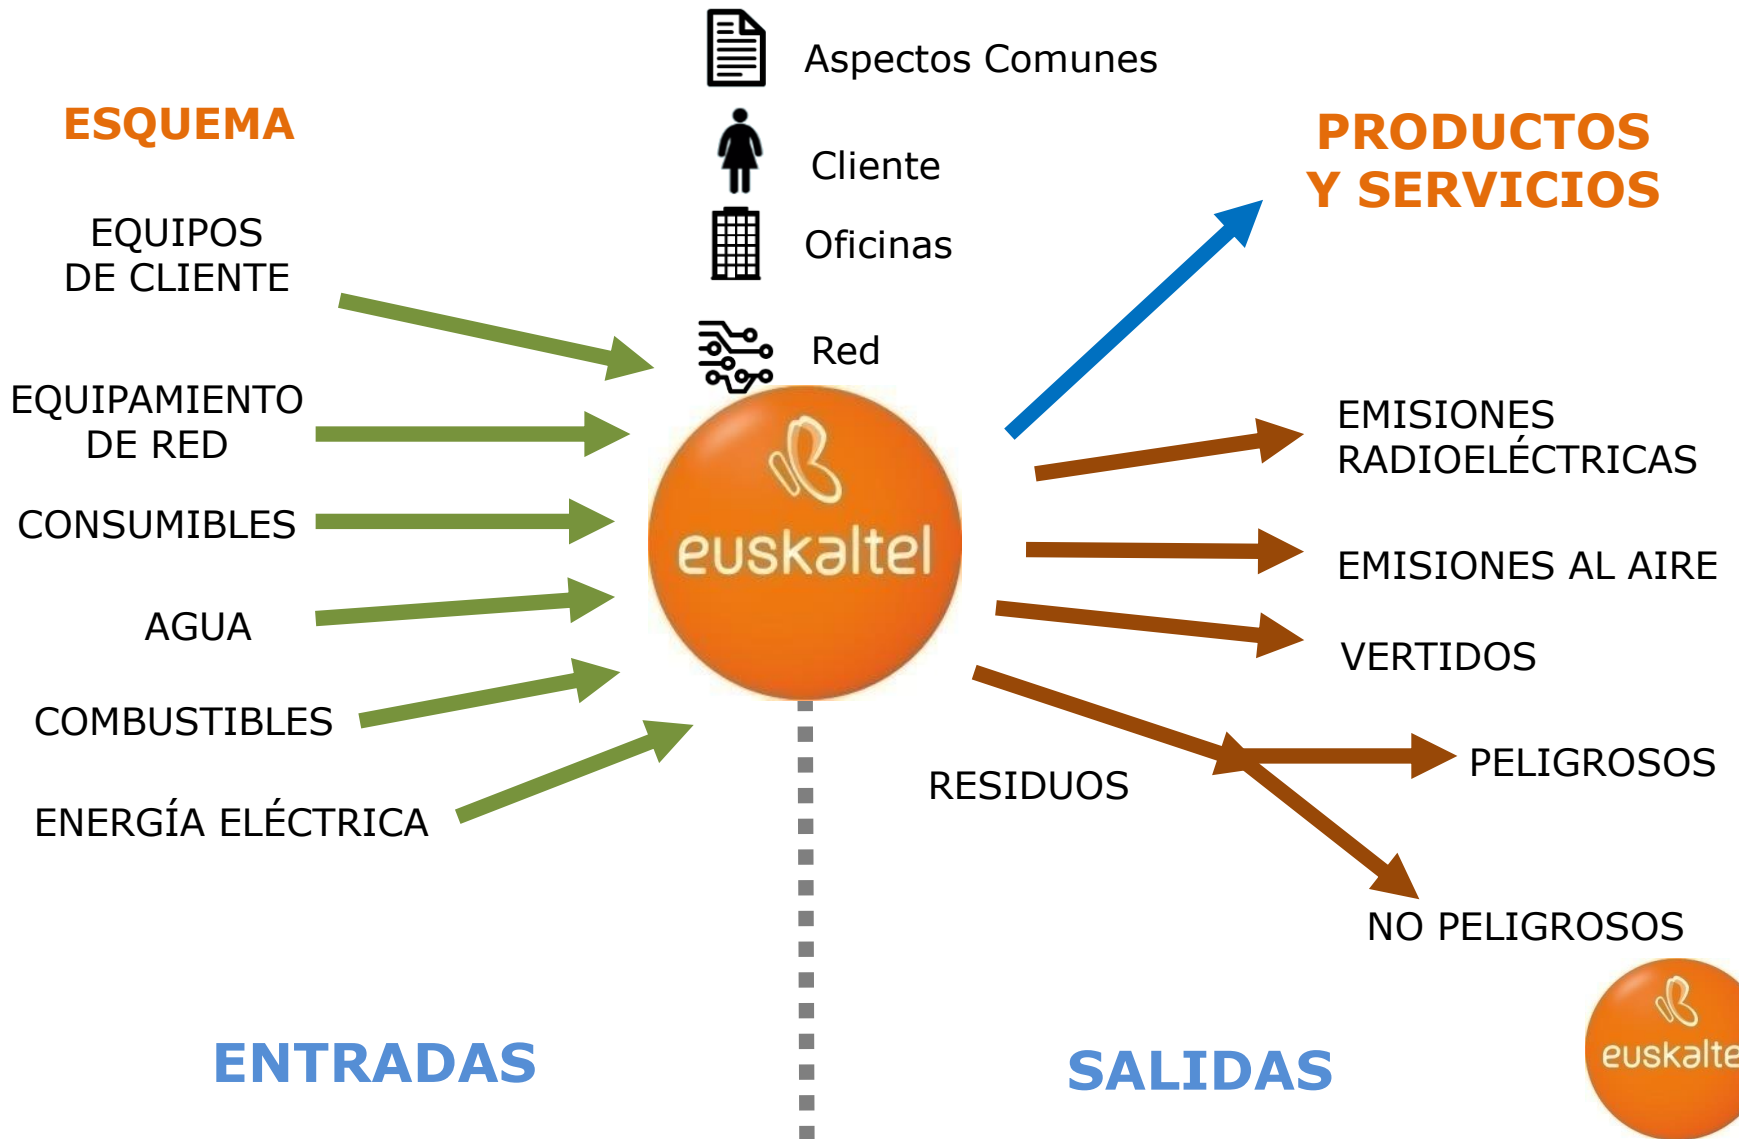 Aspectos Comunes
ESQUEMA
Cliente
PRODUCTOS
Y SERVICIOS
Oficinas
EQUIPOS
DE CLIENTE
Red
EQUIPAMIENTO
DE RED
CONSUMIBLES
AGUA
COMBUSTIBLES
ENERGÍA ELÉCTRICA
euskaltel
EMISIONES
RADIOELÉCTRICAS
EMISIONES AL AIRE
VERTIDOS
RESIDUOS
PELIGROSOS
NO PELIGROSOS
ENTRADAS
SALIDAS
euskalte